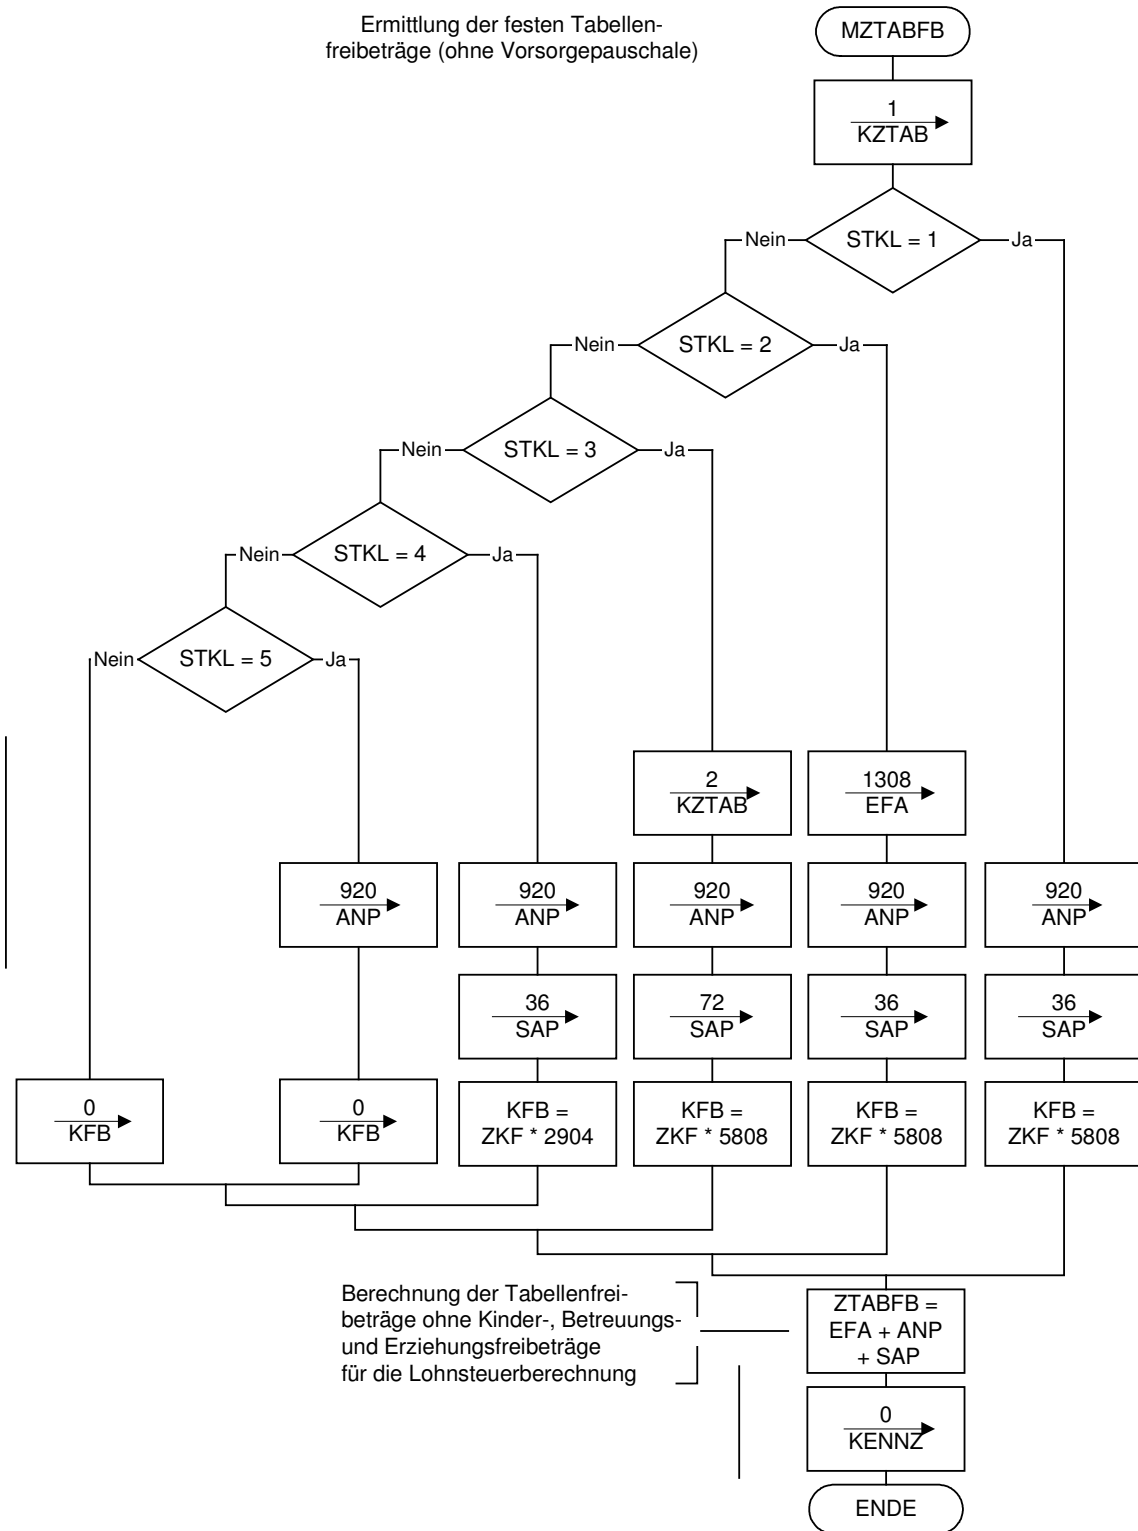 Ermittlung der festen Tabellen-
freibeträge (ohne Vorsorgepauschale)
MZTABFB
1
KZTAB
Nein
STKL = 1
Ja
Nein
STKL = 2
Ja
Nein
STKL = 3
Ja
Nein
STKL = 4
Ja
Nein
STKL = 5
Ja
2
KZTAB
1308
EFA
920
ANP
920
ANP
920
ANP
920
ANP
920
ANP
36
SAP
72
SAP
36
SAP
36
SAP
0
KFB
0
KFB
KFB =
ZKF * 2904
KFB =
ZKF * 5808
KFB =
ZKF * 5808
KFB =
ZKF * 5808
Berechnung der Tabellenfrei-
beträge ohne Kinder-, Betreuungs-
und Erziehungsfreibeträge
für die Lohnsteuerberechnung
ZTABFB =
EFA + ANP
+ SAP
0
KENNZ
ENDE